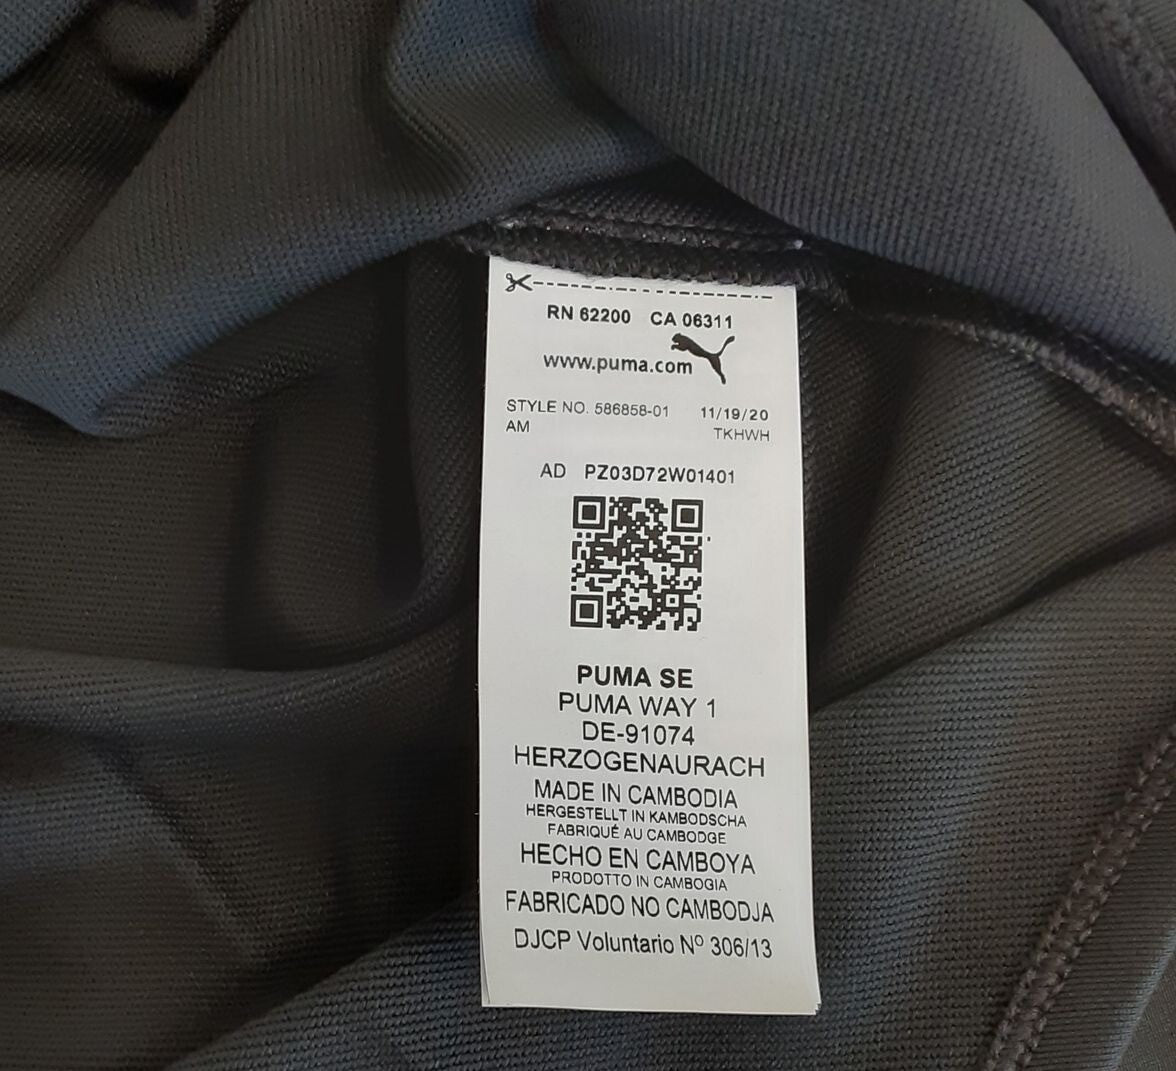 RN 62200 CA 06311
www.puma.com
STYLE NO. 586858-01 11/19/20
AM TKHWH
AD PZ03D72W01401
PUMA SE
PUMA WAY 1
DE-91074
HERZOGENAURACH
MADE IN CAMBODIA
HERGESTELLT IN KAMBODSCHA
FABRIQUÉ AU CAMBODGE
HECHO EN CAMBOYA
PRODOTTO IN CAMBOGIA
FABRICADO NO CAMBODJA
DJCP Voluntario Nº 306/13